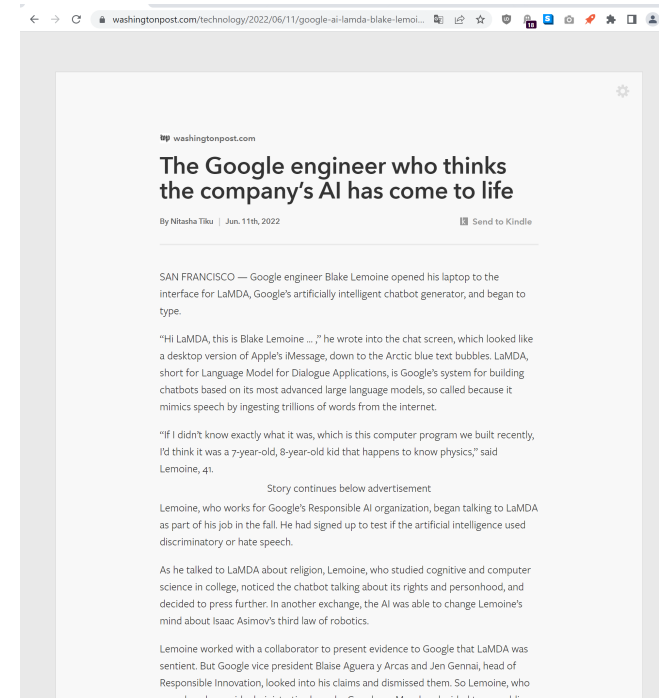 washingtonpost.com/technology/2022/06/11/google-ai-lamda-blake-lemoi...
18
S
washingtonpost.com
The Google engineer who thinks
the company's AI has come to life
By Nitasha Tiku | Jun. 11th, 2022
Send to Kindle
SAN FRANCISCO — Google engineer Blake Lemoine opened his laptop to the
interface for LaMDA, Google's artificially intelligent chatbot generator, and began to
type.
“Hi LaMDA, this is Blake Lemoine ... ,” he wrote into the chat screen, which looked like
a desktop version of Apple's iMessage, down to the Arctic blue text bubbles. LaMDA,
short for Language Model for Dialogue Applications, is Google's system for building
chatbots based on its most advanced large language models, so called because it
mimics speech by ingesting trillions of words from the internet.
“If I didn't know exactly what it was, which is this computer program we built recently,
I'd think it was a 7-year-old, 8-year-old kid that happens to know physics,” said
Lemoine, 41.
Story continues below advertisement
Lemoine, who works for Google's Responsible AI organization, began talking to LaMDA
as part of his job in the fall. He had signed up to test if the artificial intelligence used
discriminatory or hate speech.
As he talked to LaMDA about religion, Lemoine, who studied cognitive and computer
science in college, noticed the chatbot talking about its rights and personhood, and
decided to press further. In another exchange, the AI was able to change Lemoine's
mind about Isaac Asimov's third law of robotics.
Lemoine worked with a collaborator to present evidence to Google that LaMDA was
sentient. But Google vice president Blaise Aguera y Arcas and Jen Gennai, head of
Responsible Innovation, looked into his claims and dismissed them. So Lemoine, who